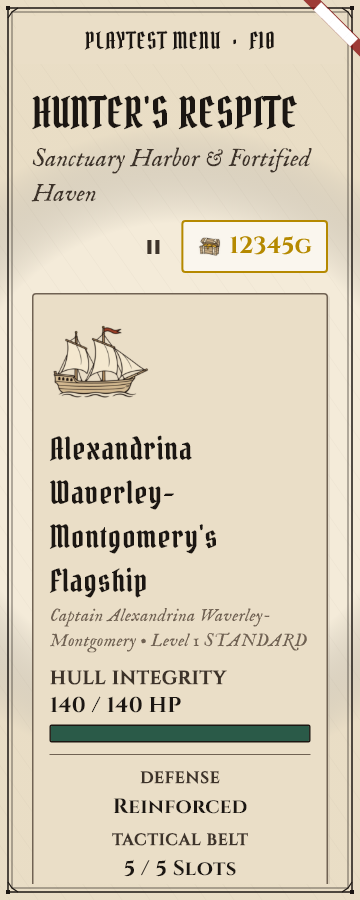 PLAYTEST MENU · F10
HUNTER'S RESPITE
Sanctuary Harbor & Fortified
Haven
12345G
Alexandrina
Waverley-
Montgomery's
Flagship
Captain Alexandrina Waverley-
Montgomery • Level 1 STANDARD
HULL INTEGRITY
140 / 140 HP
DEFENSE
REINFORCED
TACTICAL BELT
5 / 5 SLOTS